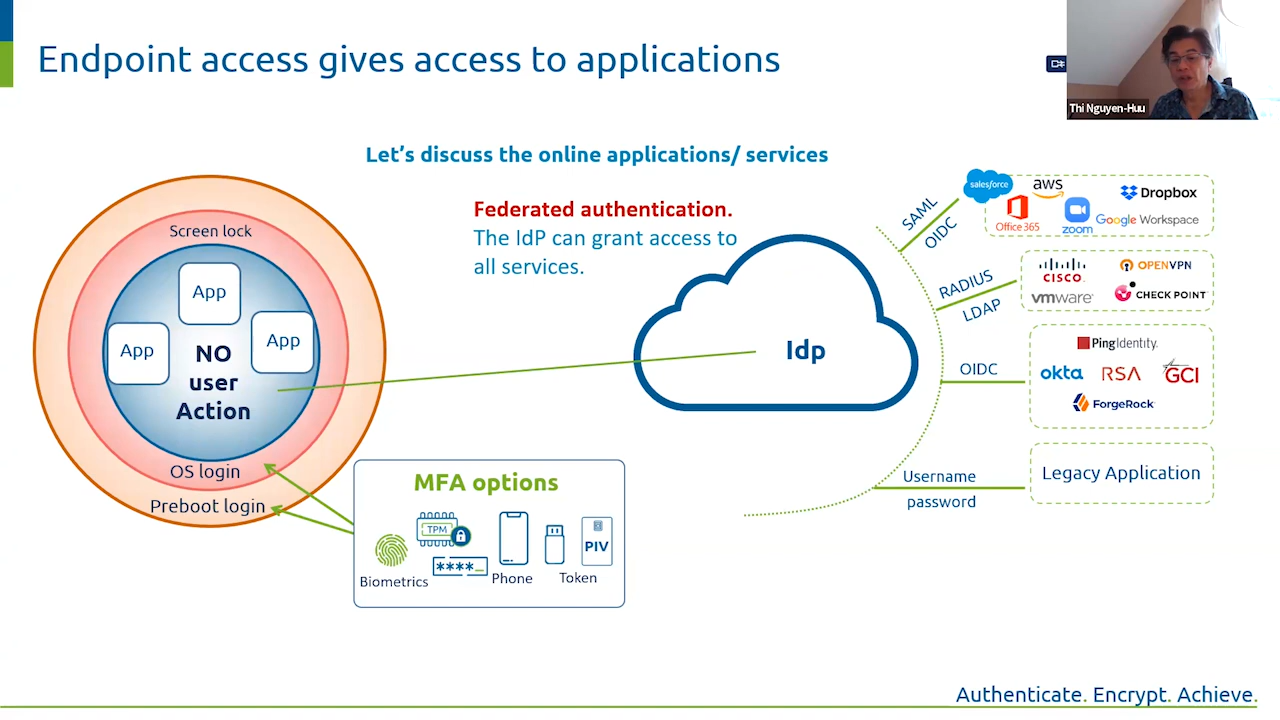 Endpoint access gives access to applications
Thi Nguyen-Huu
Let's discuss the online applications/ services
Federated authentication.
The IdP can grant access to
all services.
Screen lock
App
App
App
NO
user
Action
OS login
Preboot login
Idp
MFA options
TPM
****_
PIV
Biometrics
Phone
Token
SAML
OIDC
salesforce
aws
Dropbox
Office 365
zoom
Google Workspace
RADIUS
LDAP
CISCO
OPENVPN
vmware
CHECK POINT
OIDC
PingIdentity
okta
RSA
GCI
ForgeRock
Username
password
Legacy Application
Authenticate. Encrypt. Achieve.